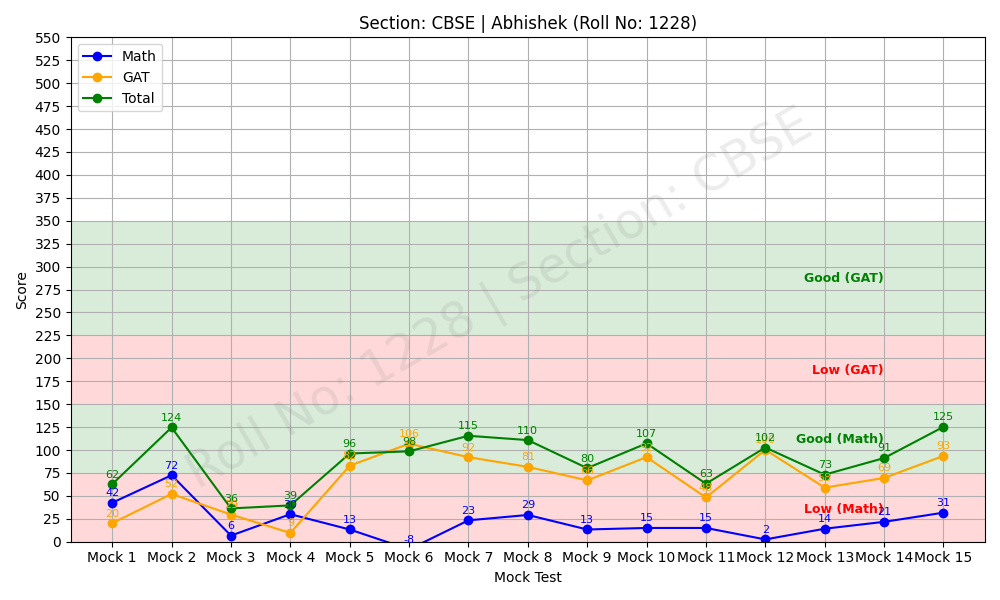 Section: CBSE | Abhishek (Roll No: 1228)
Math
GAT
Total
Score
550
525
500
475
450
425
400
375
350
325
300
275
250
225
200
175
150
125
100
75
50
25
0
Roll No: 1228 | Section: CBSE
Good (GAT)
Low (GAT)
Good (Math)
Low (Math)
62 124 36 39 96 98 115 110 80 107 63 102 73 91 125
20 52 9 106 92 81 69 93
42 72 6 13 -8 23 29 13 15 15 2 14 21 31
Mock 1 Mock 2 Mock 3 Mock 4 Mock 5 Mock 6 Mock 7 Mock 8 Mock 9 Mock 10 Mock 11 Mock 12 Mock 13 Mock 14 Mock 15
Mock Test